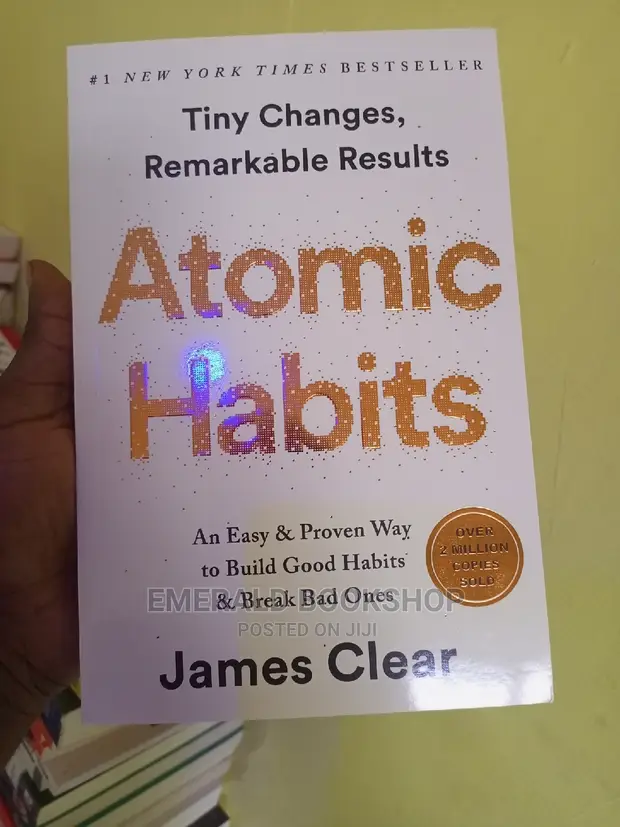 #1 NEW YORK TIMES BESTSELLER
Tiny Changes,
Remarkable Results
Atomic
Habits
An Easy & Proven Way
to Build Good Habits
& Break Bad Ones
OVER
2 MILLION
COPIES
SOLD
EMERALD BOOKSHOP
POSTED ON JIJI
James Clear